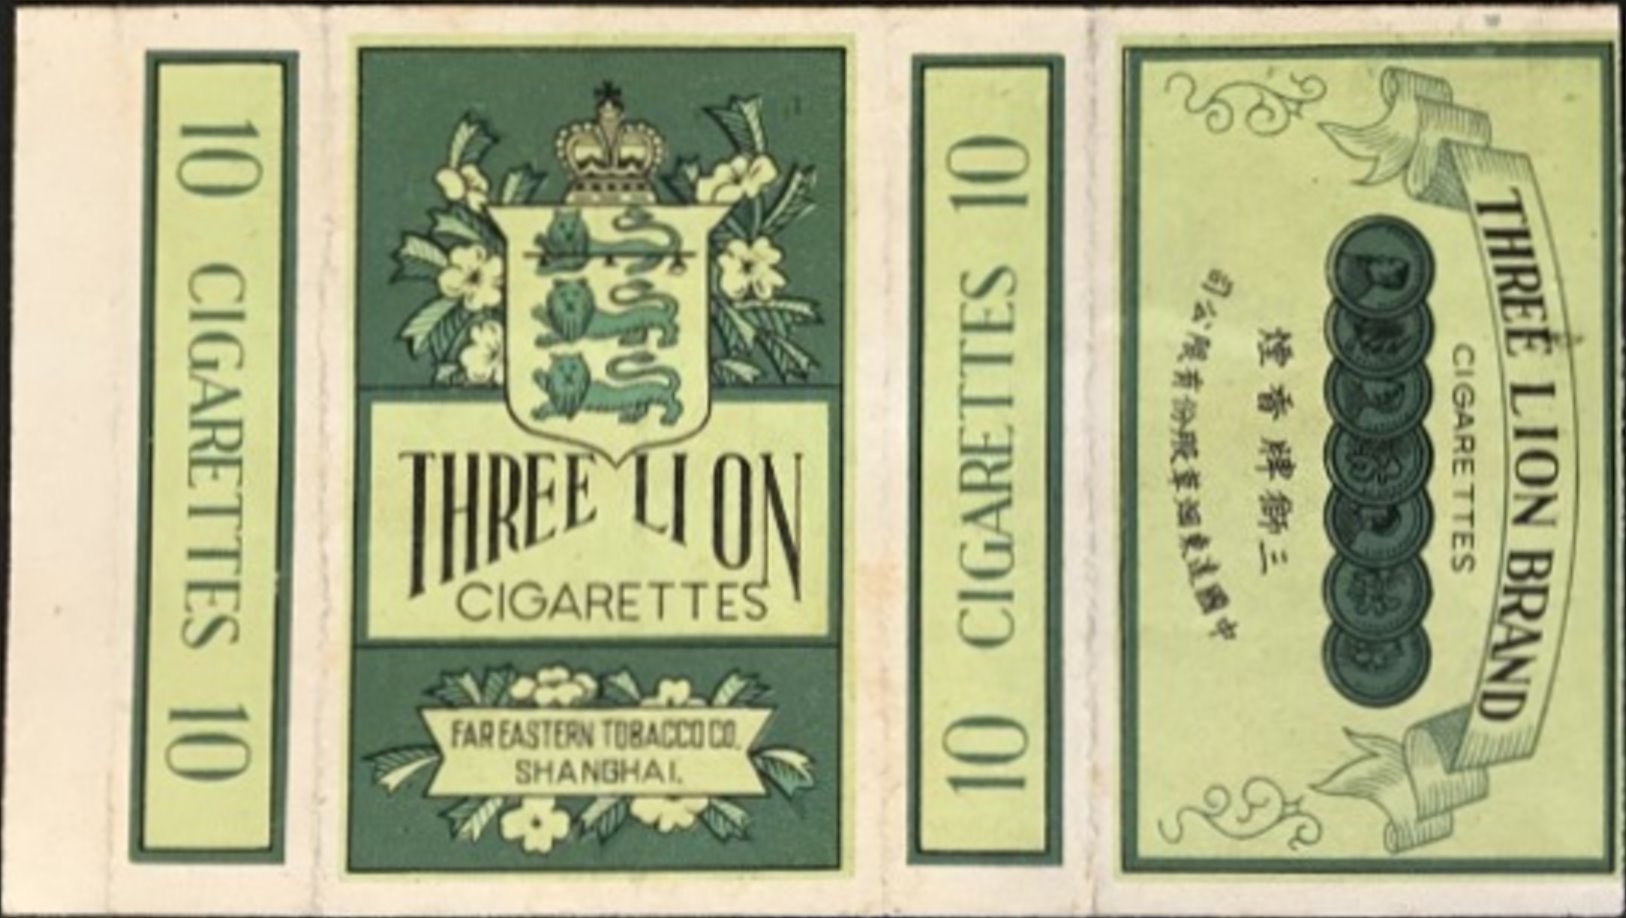 10 CIGARETTES 10
THREE LION
CIGARETTES
FAR EASTERN TOBACCO CO.
SHANGHAI.
10 CIGARETTES 10
THREE LION BRAND
CIGARETTES
三獅牌香煙
中國遠東烟草股份有限公司